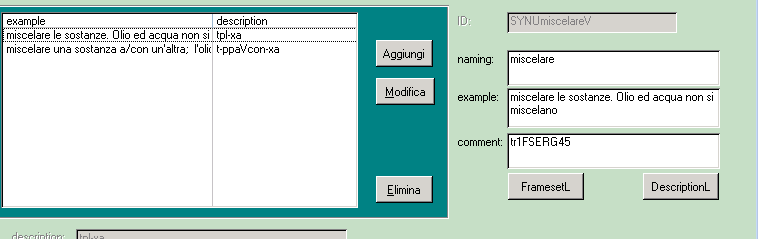 example description
miscelare le sostanze. Olio ed acqua non si tpl-xa
miscelare una sostanza a/con un'altra; l'olio t-ppaVcon-xa
Aggiungi
Modifica
Elimina
ID: SYNUmiscelareV
naming: miscelare
example: miscelare le sostanze. Olio ed acqua non si
miscelano
comment: tr1FSERG45
FramesetL DescriptionL
description: tpl-xa